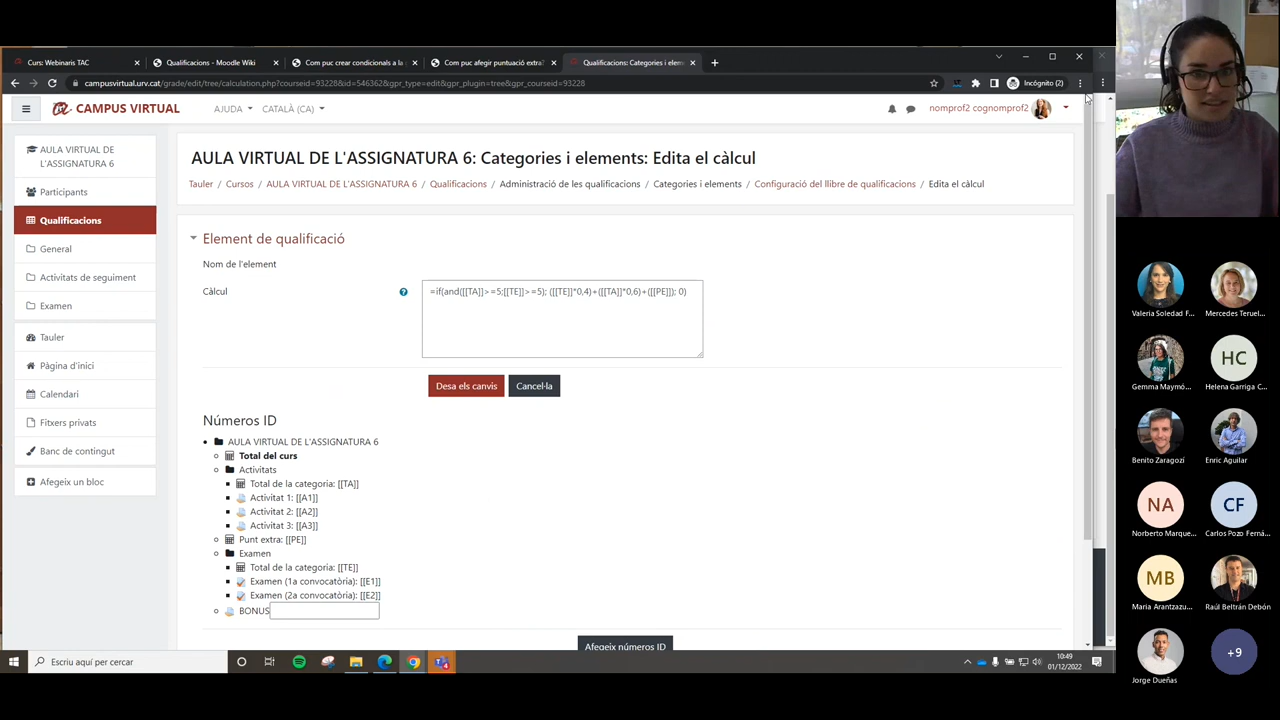 Curs: Webinaris TAC
Qualificacions - Moodle Wiki
Com puc crear condicionals a la
Com puc afegir puntuació extra?
Qualificacions: Categories i elem
campusvirtual.urv.cat/grade/edit/tree/calculation.php?courseid=93228&id=546362&gpr_type=edit&gpr_plugin=tree&gpr_courseid=93228
Incógnito (2)
CAMPUS VIRTUAL
AJUDA
CATALÀ (CA)
nomprof2 cognomprof2
AULA VIRTUAL DE
L'ASSIGNATURA 6
Participants
Qualificacions
General
Activitats de seguiment
Examen
Tauler
Pàgina d'inici
Calendari
Fitxers privats
Banc de contingut
Afegeix un bloc
AULA VIRTUAL DE L'ASSIGNATURA 6: Categories i elements: Edita el càlcul
Tauler / Cursos / AULA VIRTUAL DE L'ASSIGNATURA 6 / Qualificacions / Administració de les qualificacions / Categories i elements / Configuració del llibre de qualificacions / Edita el càlcul
Element de qualificació
Nom de l'element
Càlcul
=if(and([[TA]]>=5;[[TE]]>=5); ([[TE]]*0,4)+([[TA]]*0,6)+([[PE]]); 0)
Desa els canvis
Cancel·la
Números ID
AULA VIRTUAL DE L'ASSIGNATURA 6
Total del curs
Activitats
Total de la categoria: [[TA]]
Activitat 1: [[A1]]
Activitat 2: [[A2]]
Activitat 3: [[A3]]
Punt extra: [[PE]]
Examen
Total de la categoria: [[TE]]
Examen (1a convocatòria): [[E1]]
Examen (2a convocatòria): [[E2]]
BONUS
Afegeix números ID
Escriu aquí per cercar
10:49
01/12/2022
Valeria Soledad F...
Mercedes Teruel...
HC
Gemma Maymó...
Helena Garriga C...
Benito Zaragozí
Enric Aguilar
NA
CF
Norberto Marque...
Carlos Pozo Ferná...
MB
Maria Arantzazu...
Raúl Beltrán Debón
+9
Jorge Dueñas